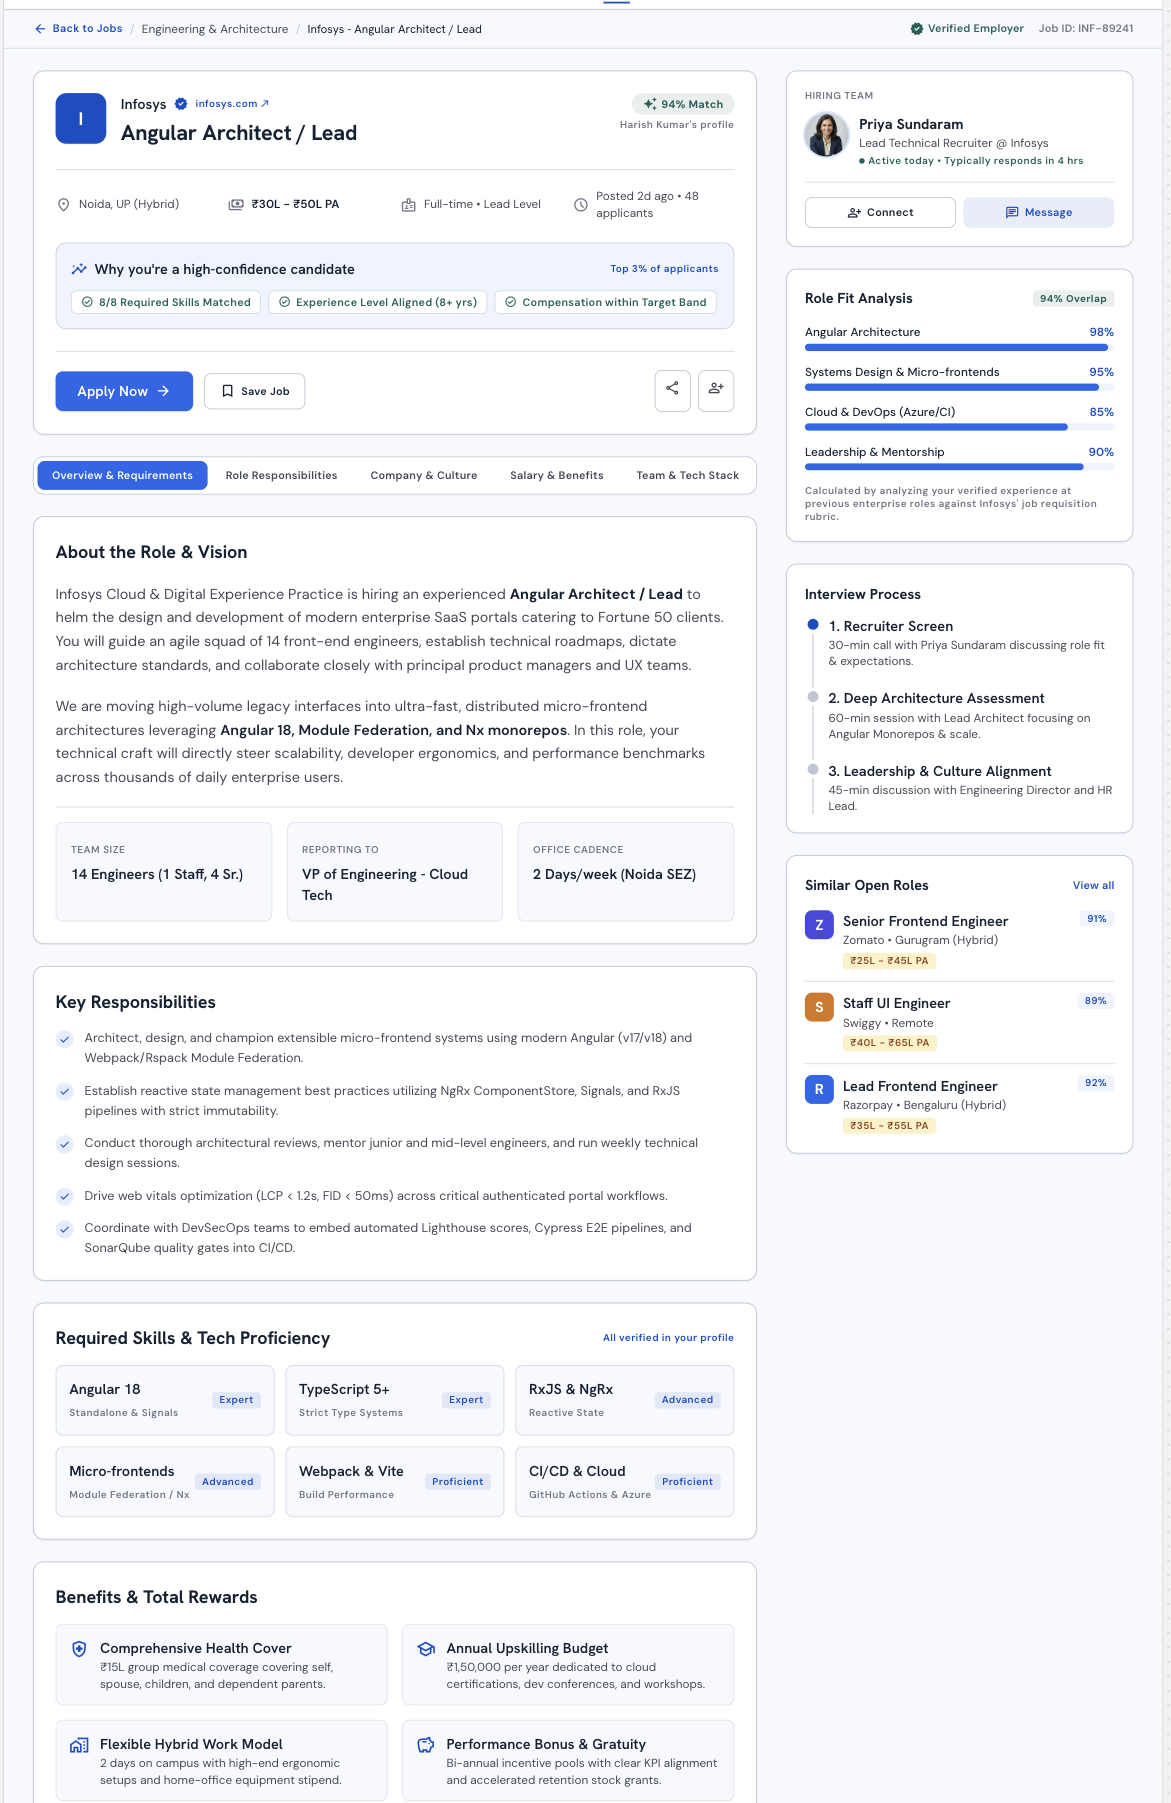 Back to Jobs / Engineering & Architecture / Infosys - Angular Architect / Lead
Verified Employer Job ID: INF-89241
I
Infosys infosys.com ↗
Angular Architect / Lead
94% Match
Harish Kumar's profile
Noida, UP (Hybrid)
₹30L – ₹50L PA
Full-time • Lead Level
Posted 2d ago • 48
applicants
Why you're a high-confidence candidate
Top 3% of applicants
8/8 Required Skills Matched
Experience Level Aligned (8+ yrs)
Compensation within Target Band
Apply Now →
Save Job
Overview & Requirements
Role Responsibilities
Company & Culture
Salary & Benefits
Team & Tech Stack
About the Role & Vision
Infosys Cloud & Digital Experience Practice is hiring an experienced Angular Architect / Lead to
helm the design and development of modern enterprise SaaS portals catering to Fortune 50 clients.
You will guide an agile squad of 14 front-end engineers, establish technical roadmaps, dictate
architecture standards, and collaborate closely with principal product managers and UX teams.
We are moving high-volume legacy interfaces into ultra-fast, distributed micro-frontend
architectures leveraging Angular 18, Module Federation, and Nx monorepos. In this role, your
technical craft will directly steer scalability, developer ergonomics, and performance benchmarks
across thousands of daily enterprise users.
TEAM SIZE
14 Engineers (1 Staff, 4 Sr.)
REPORTING TO
VP of Engineering - Cloud
Tech
OFFICE CADENCE
2 Days/week (Noida SEZ)
Key Responsibilities
Architect, design, and champion extensible micro-frontend systems using modern Angular (v17/v18) and
Webpack/Rspack Module Federation.
Establish reactive state management best practices utilizing NgRx ComponentStore, Signals, and RxJS
pipelines with strict immutability.
Conduct thorough architectural reviews, mentor junior and mid-level engineers, and run weekly technical
design sessions.
Drive web vitals optimization (LCP < 1.2s, FID < 50ms) across critical authenticated portal workflows.
Coordinate with DevSecOps teams to embed automated Lighthouse scores, Cypress E2E pipelines, and
SonarQube quality gates into CI/CD.
Required Skills & Tech Proficiency
All verified in your profile
Angular 18
Standalone & Signals
Expert
TypeScript 5+
Strict Type Systems
Expert
RxJS & NgRx
Reactive State
Advanced
Micro-frontends
Module Federation / Nx
Advanced
Webpack & Vite
Build Performance
Proficient
CI/CD & Cloud
GitHub Actions & Azure
Proficient
Benefits & Total Rewards
Comprehensive Health Cover
₹15L group medical coverage covering self,
spouse, children, and dependent parents.
Annual Upskilling Budget
₹1,50,000 per year dedicated to cloud
certifications, dev conferences, and workshops.
Flexible Hybrid Work Model
2 days on campus with high-end ergonomic
setups and home-office equipment stipend.
Performance Bonus & Gratuity
Bi-annual incentive pools with clear KPI alignment
and accelerated retention stock grants.
HIRING TEAM
Priya Sundaram
Lead Technical Recruiter @ Infosys
● Active today • Typically responds in 4 hrs
Connect
Message
Role Fit Analysis
94% Overlap
Angular Architecture 98%
Systems Design & Micro-frontends 95%
Cloud & DevOps (Azure/CI) 85%
Leadership & Mentorship 90%
Calculated by analyzing your verified experience at
previous enterprise roles against Infosys' job requisition
rubric.
Interview Process
1. Recruiter Screen
30-min call with Priya Sundaram discussing role fit
& expectations.
2. Deep Architecture Assessment
60-min session with Lead Architect focusing on
Angular Monorepos & scale.
3. Leadership & Culture Alignment
45-min discussion with Engineering Director and HR
Lead.
Similar Open Roles
View all
Z
Senior Frontend Engineer
91%
Zomato • Gurugram (Hybrid)
₹25L – ₹45L PA
S
Staff UI Engineer
89%
Swiggy • Remote
₹40L – ₹65L PA
R
Lead Frontend Engineer
92%
Razorpay • Bengaluru (Hybrid)
₹35L – ₹55L PA